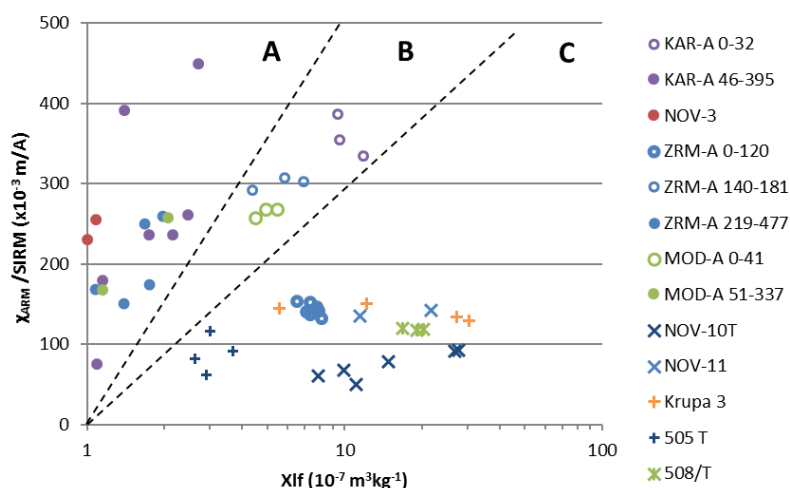 500
400
300
200
100
0
χARM /SIRM (x10⁻³ m/A)
A
B
C
1
10
100
Xlf (10⁻⁷ m³kg⁻¹)
KAR-A 0-32
KAR-A 46-395
NOV-3
ZRM-A 0-120
ZRM-A 140-181
ZRM-A 219-477
MOD-A 0-41
MOD-A 51-337
NOV-10T
NOV-11
Krupa 3
505 T
508/T